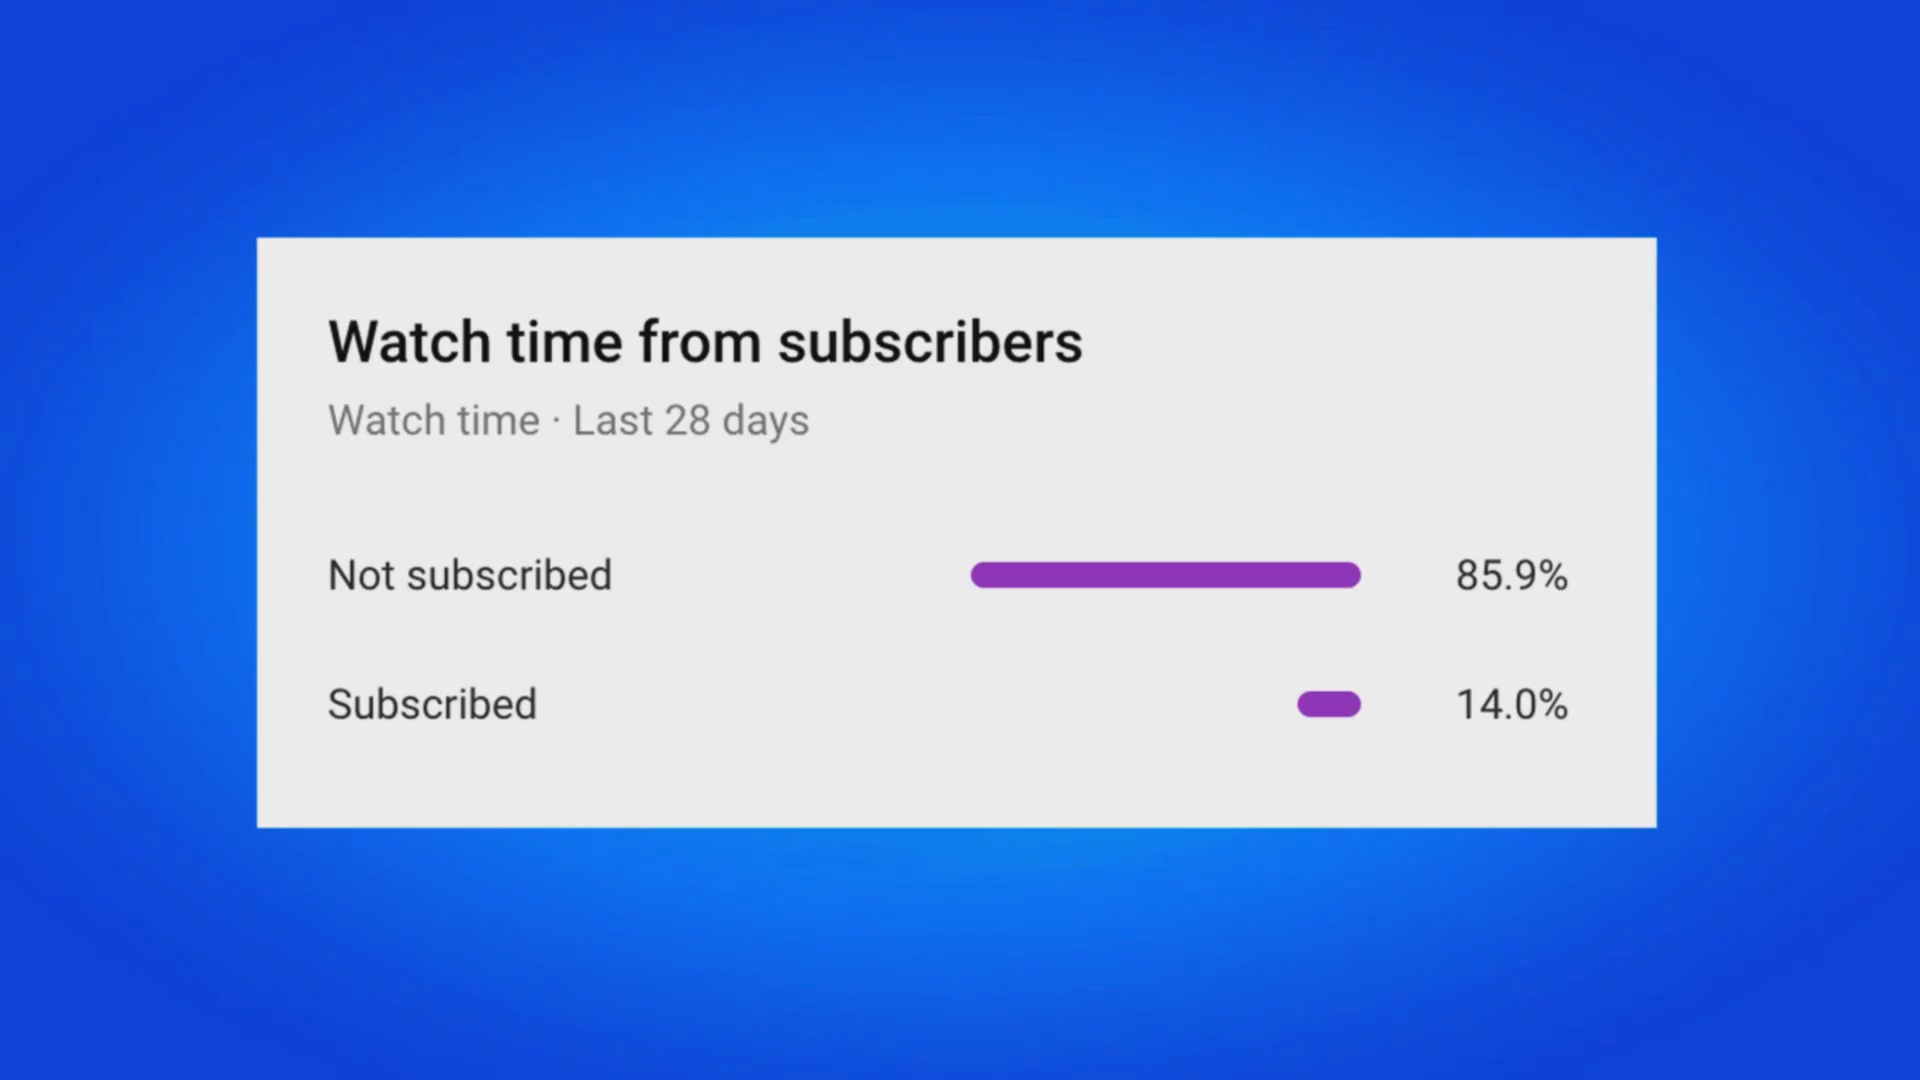 Watch time from subscribers
Watch time · Last 28 days
Not subscribed 85.9%
Subscribed 14.0%